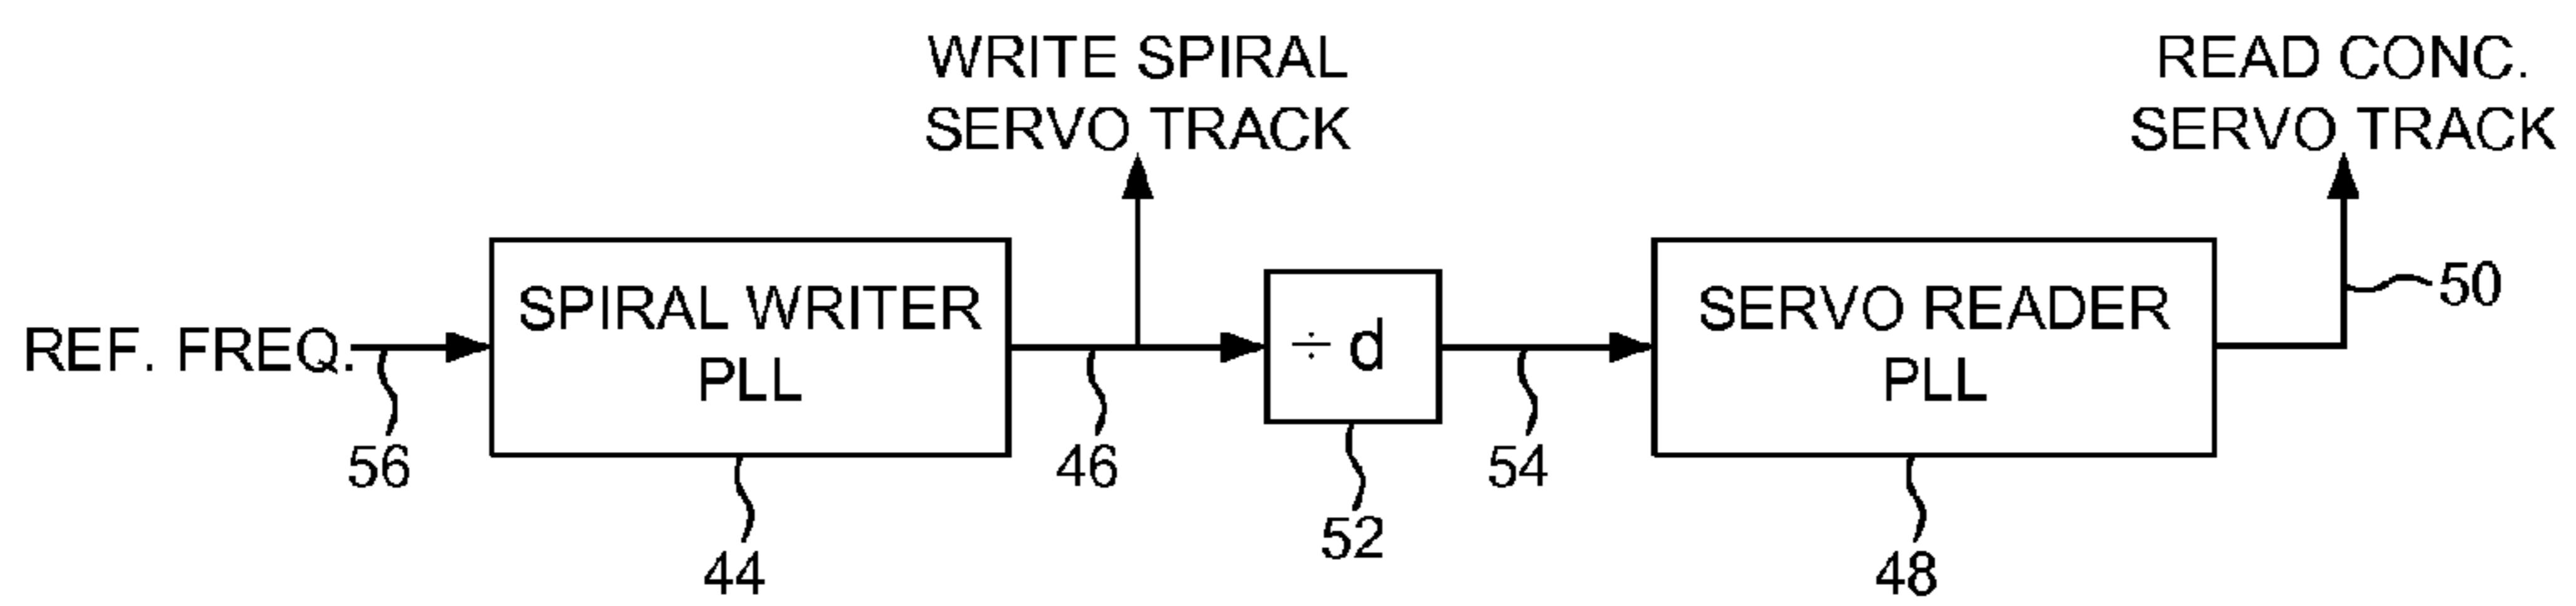 WRITE SPIRAL
SERVO TRACK
READ CONC.
SERVO TRACK
REF. FREQ.
SPIRAL WRITER
PLL
÷ d
SERVO READER
PLL
50
56
46
54
44
52
48